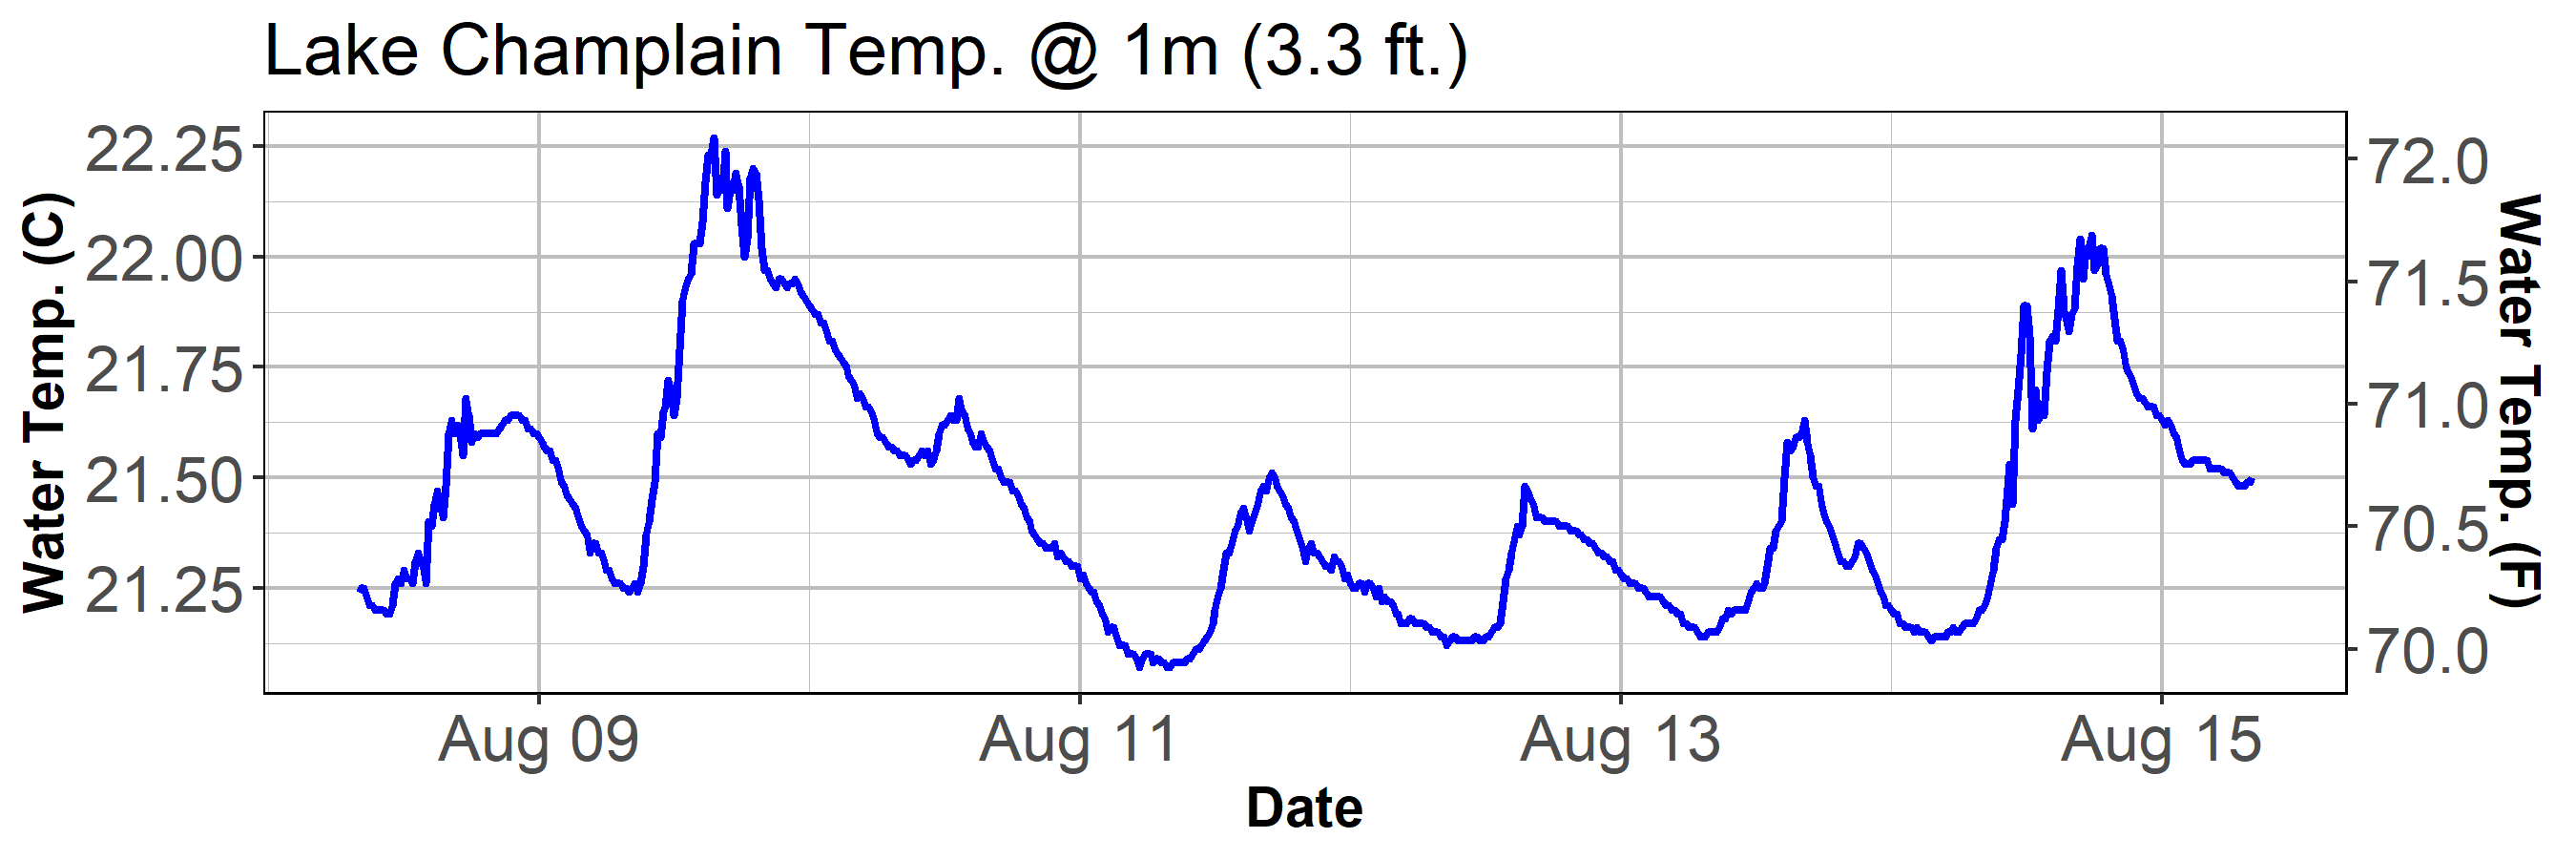 Lake Champlain Temp. @ 1m (3.3 ft.)
Water Temp. (C)
22.25
22.00
21.75
21.50
21.25
72.0
71.5
71.0
70.5
70.0
Water Temp. (F)
Aug 09 Aug 11 Aug 13 Aug 15
Date